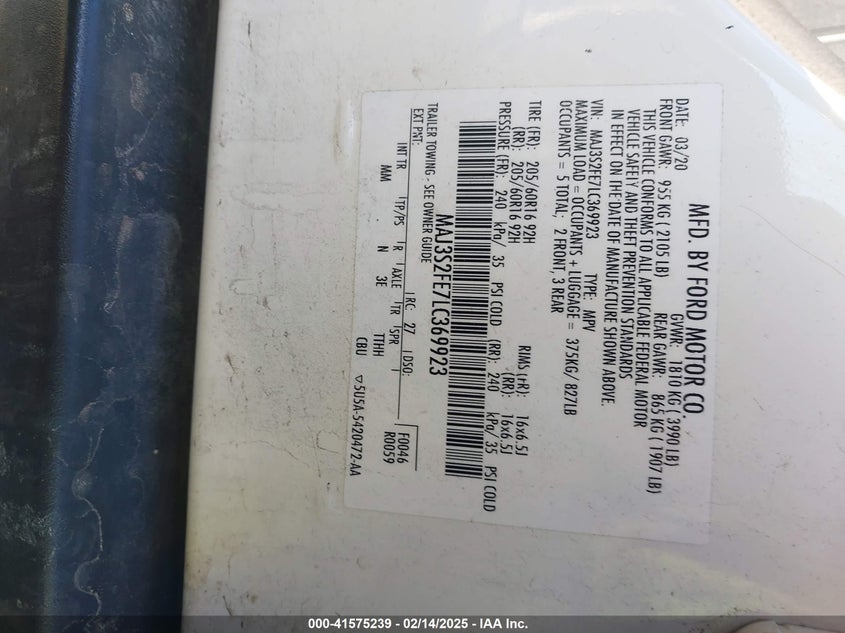 MFD. BY FORD MOTOR CO.
DATE: 03/20 GVWR: 1810 KG ( 3990 LB)
FRONT GAWR: 955 KG ( 2105 LB) REAR GAWR: 865 KG ( 1907 LB)
THIS VEHICLE CONFORMS TO ALL APPLICABLE FEDERAL MOTOR
VEHICLE SAFETY AND THEFT PREVENTION STANDARDS
IN EFFECT ON THE DATE OF MANUFACTURE SHOWN ABOVE.
VIN: MAJ3S2FE7LC369923 TYPE: MPV
MAXIMUM LOAD = OCCUPANTS + LUGGAGE = 375KG/ 827LB
OCCUPANTS = 5 TOTAL; 2 FRONT, 3 REAR
TIRE (FR): 205/60R16 92H RIMS (FR): 16x6.5J
(RR): 205/60R16 92H (RR): 16x6.5J
PRESSURE (FR): 240 kPa/ 35 PSI COLD (RR): 240 kPa/ 35 PSI COLD
MAJ3S2FE7LC369923
TRAILER TOWING - SEE OWNER GUIDE
EXT PNT: RC: 27 DSO: F0046
R0059
INT TR TP/PS R AXLE TR SPR
MM N 3E TTHH
CBU ▽5U5A-5420472-AA
000-41575239 - 02/14/2025 - IAA Inc.